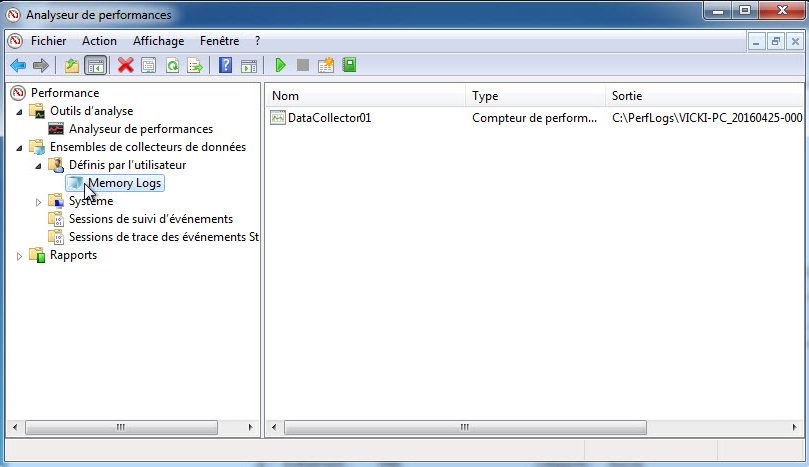 Analyseur de performances
Fichier Action Affichage Fenêtre ?
Performance
Outils d'analyse
Analyseur de performances
Ensembles de collecteurs de données
Définis par l'utilisateur
Memory Logs
Système
Sessions de suivi d'événements
Sessions de trace des événements St
Rapports
Nom Type Sortie
DataCollector01 Compteur de perform... C:\PerfLogs\VICKI-PC_20160425-000